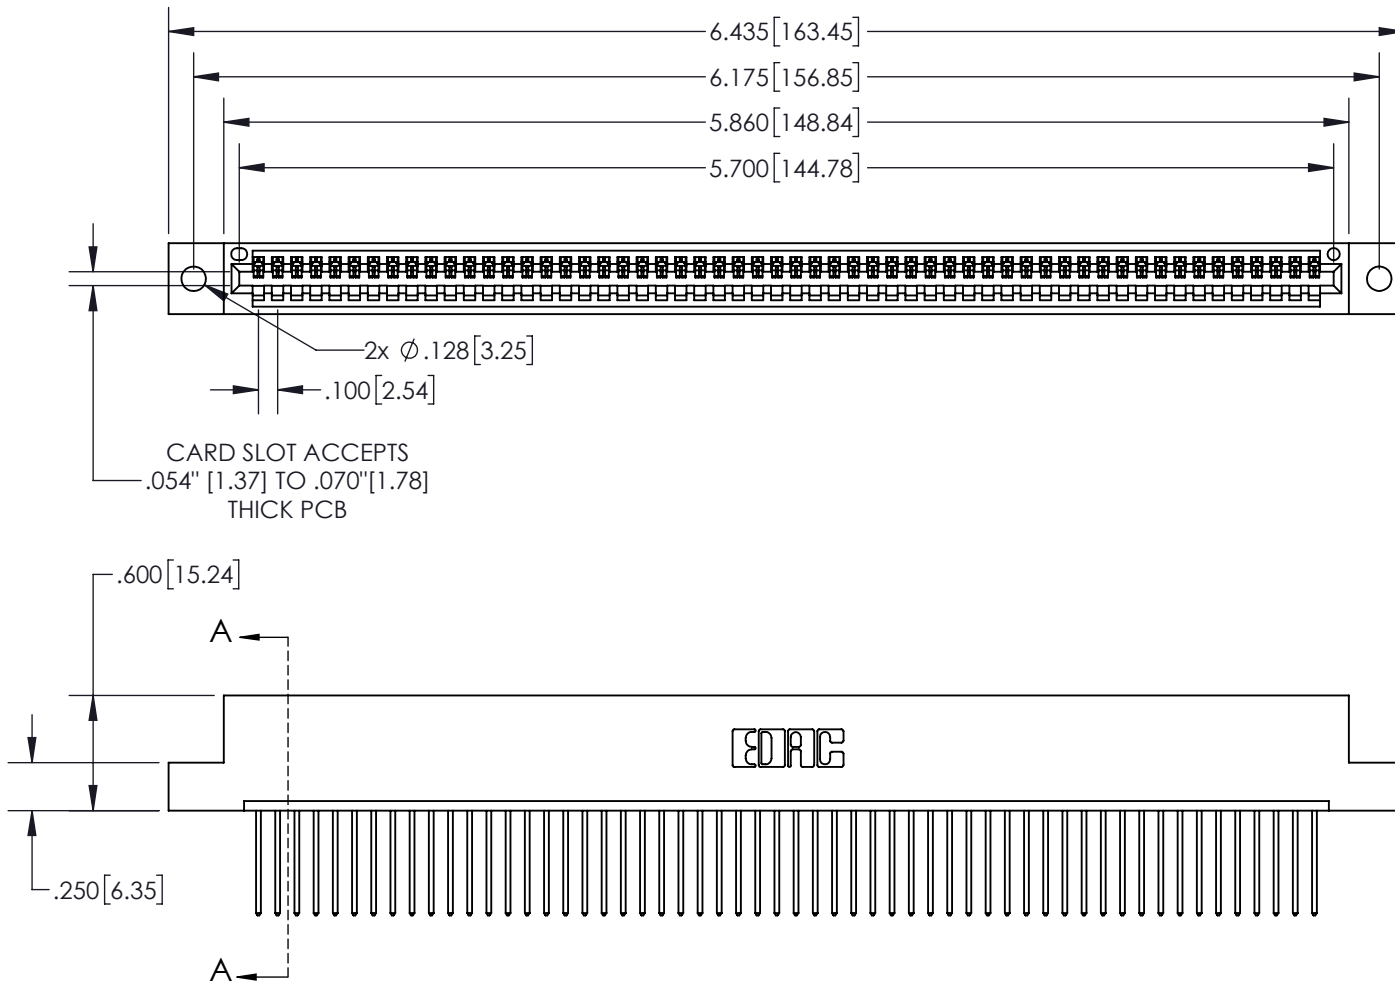 6.435[163.45]
6.175[156.85]
5.860[148.84]
5.700[144.78]
2x Ø.128[3.25]
.100[2.54]
CARD SLOT ACCEPTS
.054" [1.37] TO .070"[1.78]
THICK PCB
.600[15.24]
A
EDAC
.250[6.35]
A